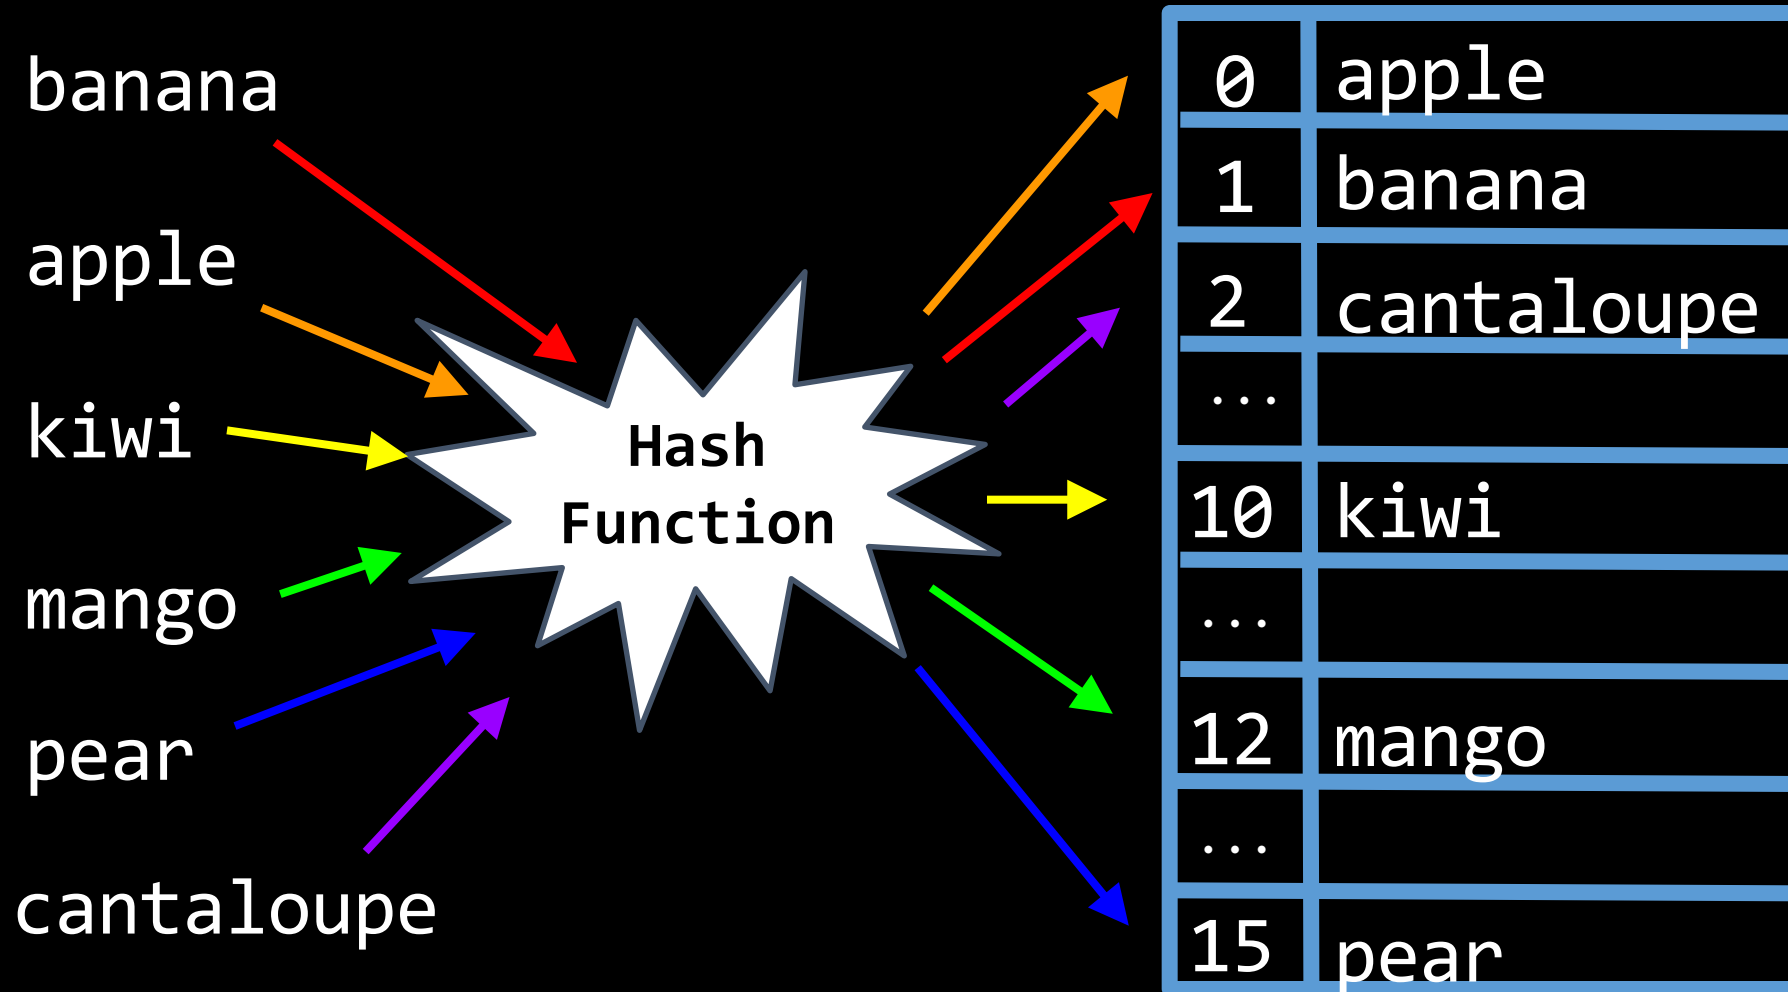 banana
apple
kiwi
mango
pear
cantaloupe
Hash
Function
0 apple
1 banana
2 cantaloupe
...
10 kiwi
...
12 mango
...
15 pear